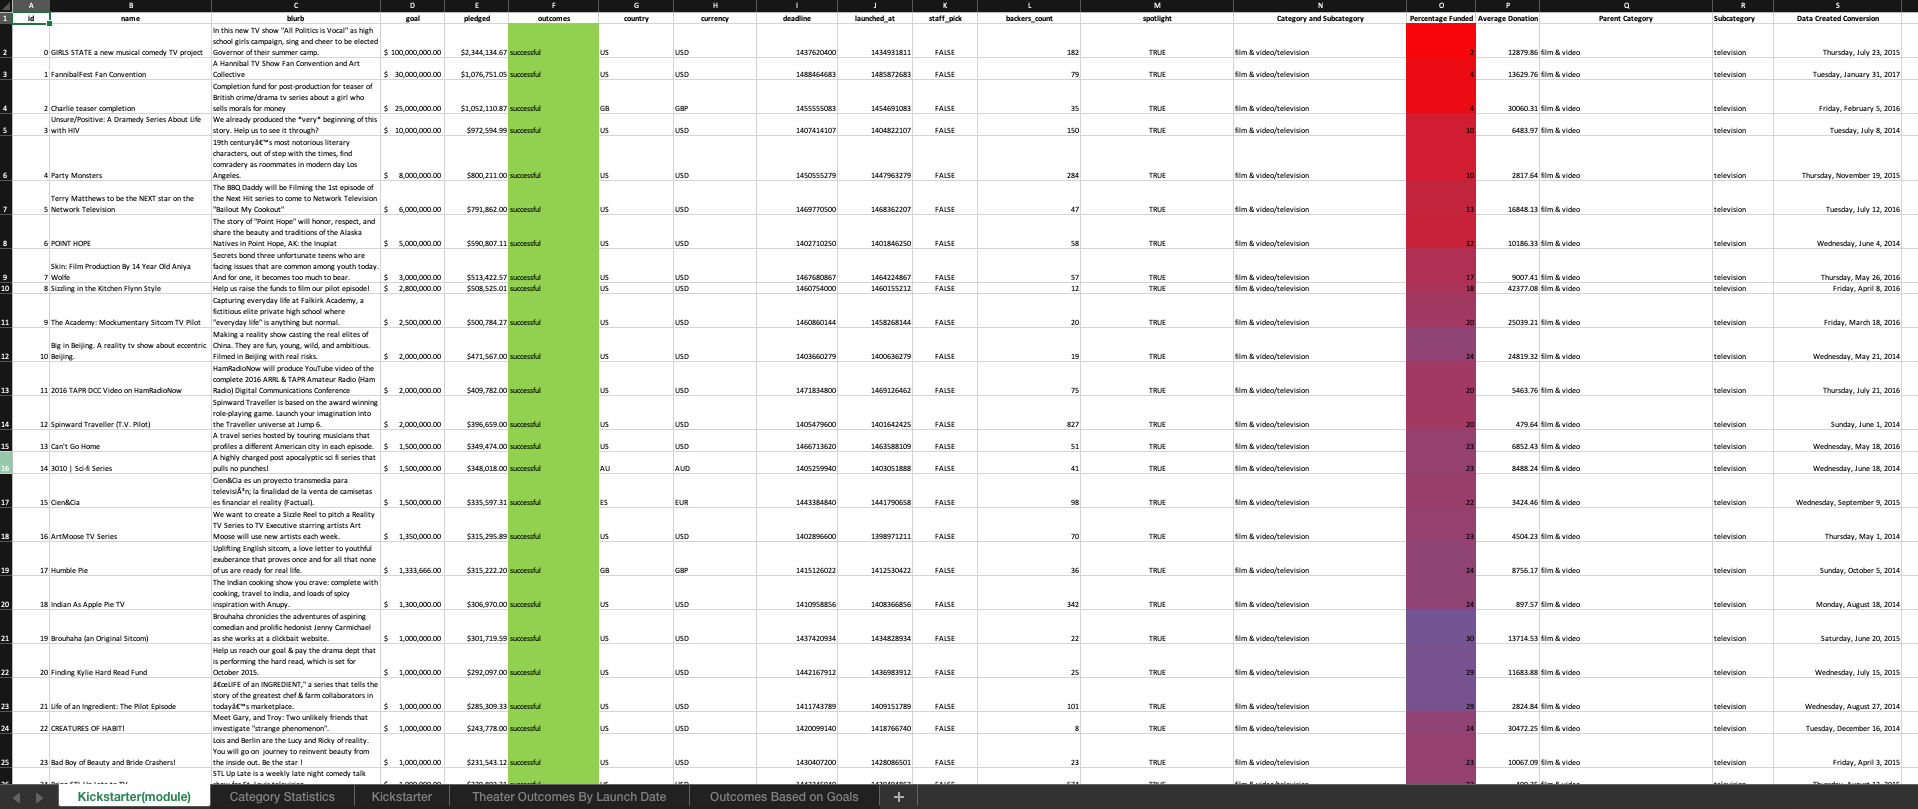 A B C D E F G H I J K L M N O P Q R S
1 id name blurb goal pledged outcomes country currency deadline launched_at staff_pick backers_count spotlight Category and Subcategory Percentage Funded Average Donation Parent Category Subcategory Data Created Conversion
In this new TV show "All Politics is Vocal" as high
school girls campaign, sing and cheer to be elected
2 0 GIRLS STATE a new musical comedy TV project Governor of their summer camp. $ 100,000,000.00 $2,344,134.67 successful US USD 1437620400 1434931811 FALSE 182 TRUE film & video/television 2 12879.86 film & video television Thursday, July 23, 2015
A Hannibal TV Show Fan Convention and Art
3 1 FannibalFest Fan Convention Collective $ 30,000,000.00 $1,076,751.05 successful US USD 1488464683 1485872683 FALSE 79 TRUE film & video/television 4 13629.76 film & video television Tuesday, January 31, 2017
Completion fund for post-production for teaser of
British crime/drama tv series about a girl who
4 2 Charlie teaser completion sells morals for money $ 25,000,000.00 $1,052,110.87 successful GB GBP 1455555083 1454691083 FALSE 35 TRUE film & video/television 4 30060.31 film & video television Friday, February 5, 2016
Unsure/Positive: A Dramedy Series About Life We already produced the *very* beginning of this
5 3 with HIV story. Help us to see it through? $ 10,000,000.00 $972,594.99 successful US USD 1407414107 1404822107 FALSE 150 TRUE film & video/television 10 6483.97 film & video television Tuesday, July 8, 2014
19th centuryâ€™s most notorious literary
characters, out of step with the times, find
comradery as roommates in modern day Los
6 4 Party Monsters Angeles. $ 8,000,000.00 $800,211.00 successful US USD 1450555279 1447963279 FALSE 284 TRUE film & video/television 10 2817.64 film & video television Thursday, November 19, 2015
The BBQ Daddy will be Filming the 1st episode of
Terry Matthews to be the NEXT star on the the Next Hit series to come to Network Television
7 5 Network Television "Bailout My Cookout" $ 6,000,000.00 $791,862.00 successful US USD 1469770500 1468362207 FALSE 47 TRUE film & video/television 13 16848.13 film & video television Tuesday, July 12, 2016
The story of "Point Hope" will honor, respect, and
share the beauty and traditions of the Alaska
8 6 POINT HOPE Natives in Point Hope, AK: the Inupiat $ 5,000,000.00 $590,807.11 successful US USD 1402710250 1401846250 FALSE 58 TRUE film & video/television 12 10186.33 film & video television Wednesday, June 4, 2014
Secrets bond three unfortunate teens who are
Skin: Film Production By 14 Year Old Aniya facing issues that are common among youth today.
9 7 Wolfe And for one, it becomes too much to bear. $ 3,000,000.00 $513,422.57 successful US USD 1467680867 1464224867 FALSE 57 TRUE film & video/television 17 9007.41 film & video television Thursday, May 26, 2016
10 8 Sizzling in the Kitchen Flynn Style Help us raise the funds to film our pilot episode! $ 2,800,000.00 $508,525.01 successful US USD 1460754000 1460155212 FALSE 12 TRUE film & video/television 18 42377.08 film & video television Friday, April 8, 2016
Capturing everyday life at Falkirk Academy, a
fictitious elite private high school where
11 9 The Academy: Mockumentary Sitcom TV Pilot "everyday life" is anything but normal. $ 2,500,000.00 $500,784.27 successful US USD 1460860144 1458268144 FALSE 20 TRUE film & video/television 20 25039.21 film & video television Friday, March 18, 2016
Making a reality show casting the real elites of
Big in Beijing. A reality tv show about eccentric China. They are fun, young, wild, and ambitious.
12 10 Beijing. Filmed in Beijing with real risks. $ 2,000,000.00 $471,567.00 successful US USD 1403660279 1400636279 FALSE 19 TRUE film & video/television 24 24819.32 film & video television Wednesday, May 21, 2014
HamRadioNow will produce YouTube video of the
complete 2016 ARRL & TAPR Amateur Radio (Ham
13 11 2016 TAPR DCC Video on HamRadioNow Radio) Digital Communications Conference $ 2,000,000.00 $409,782.00 successful US USD 1471834800 1469126462 FALSE 75 TRUE film & video/television 20 5463.76 film & video television Thursday, July 21, 2016
Spinward Traveller is based on the award winning
role-playing game. Launch your imagination into
14 12 Spinward Traveller (T.V. Pilot) the Traveller universe at Jump 6. $ 2,000,000.00 $396,659.00 successful US USD 1405479600 1401642425 FALSE 827 TRUE film & video/television 20 479.64 film & video television Sunday, June 1, 2014
A travel series hosted by touring musicians that
15 13 Can't Go Home profiles a different American city in each episode. $ 1,500,000.00 $349,474.00 successful US USD 1466713620 1463588109 FALSE 51 TRUE film & video/television 23 6852.43 film & video television Wednesday, May 18, 2016
A highly charged post apocalyptic sci fi series that
16 14 3010 | Sci-fi Series pulls no punches! $ 1,500,000.00 $348,018.00 successful AU AUD 1405259940 1403051888 FALSE 41 TRUE film & video/television 23 8488.24 film & video television Wednesday, June 18, 2014
Cien&Cia es un proyecto transmedia para
televisiÃ³n; la finalidad de la venta de camisetas
17 15 Cien&Cia es financiar el reality (Factual). $ 1,500,000.00 $335,597.31 successful ES EUR 1443384840 1441790658 FALSE 98 TRUE film & video/television 22 3424.46 film & video television Wednesday, September 9, 2015
We want to create a Sizzle Reel to pitch a Reality
TV Series to TV Executive starring artists Art
18 16 ArtMoose TV Series Moose will use new artists each week. $ 1,350,000.00 $315,295.89 successful US USD 1402896600 1398971211 FALSE 70 TRUE film & video/television 23 4504.23 film & video television Thursday, May 1, 2014
Uplifting English sitcom, a love letter to youthful
exuberance that proves once and for all that none
19 17 Humble Pie of us are ready for real life. $ 1,333,666.00 $315,222.20 successful GB GBP 1415126022 1412530422 FALSE 36 TRUE film & video/television 24 8756.17 film & video television Sunday, October 5, 2014
The Indian cooking show you crave: complete with
cooking, travel to India, and loads of spicy
20 18 Indian As Apple Pie TV inspiration with Anupy. $ 1,300,000.00 $306,970.00 successful US USD 1410958856 1408366856 FALSE 342 TRUE film & video/television 24 897.57 film & video television Monday, August 18, 2014
Brouhaha chronicles the adventures of aspiring
comedian and prolific hedonist Jenny Carmichael
21 19 Brouhaha (an Original Sitcom) as she works at a clickbait website. $ 1,000,000.00 $301,719.59 successful US USD 1437420934 1434828934 FALSE 22 TRUE film & video/television 30 13714.53 film & video television Saturday, June 20, 2015
Help us reach our goal & pay the drama dept that
is performing the hard read, which is set for
22 20 Finding Kylie Hard Read Fund October 2015. $ 1,000,000.00 $292,097.00 successful US USD 1442167912 1436983912 FALSE 25 TRUE film & video/television 29 11683.88 film & video television Wednesday, July 15, 2015
â€œLIFE of an INGREDIENT," a series that tells the
story of the greatest chef & farm collaborators in
23 21 Life of an Ingredient: The Pilot Episode todayâ€™s marketplace. $ 1,000,000.00 $285,309.33 successful US USD 1411743789 1409151789 FALSE 101 TRUE film & video/television 29 2824.84 film & video television Wednesday, August 27, 2014
Meet Gary, and Troy: Two unlikely friends that
24 22 CREATURES OF HABIT! investigate "strange phenomenon". $ 1,000,000.00 $243,778.00 successful US USD 1420099140 1418766740 FALSE 8 TRUE film & video/television 24 30472.25 film & video television Tuesday, December 16, 2014
Lois and Berlin are the Lucy and Ricky of reality.
You will go on journey to reinvent beauty from
25 23 Bad Boy of Beauty and Bride Crashers! the inside out. Be the star ! $ 1,000,000.00 $231,543.12 successful US USD 1430407200 1428086501 FALSE 23 TRUE film & video/television 23 10067.09 film & video television Friday, April 3, 2015
STL Up Late is a weekly late night comedy talk
Kickstarter(module) Category Statistics Kickstarter Theater Outcomes By Launch Date Outcomes Based on Goals +